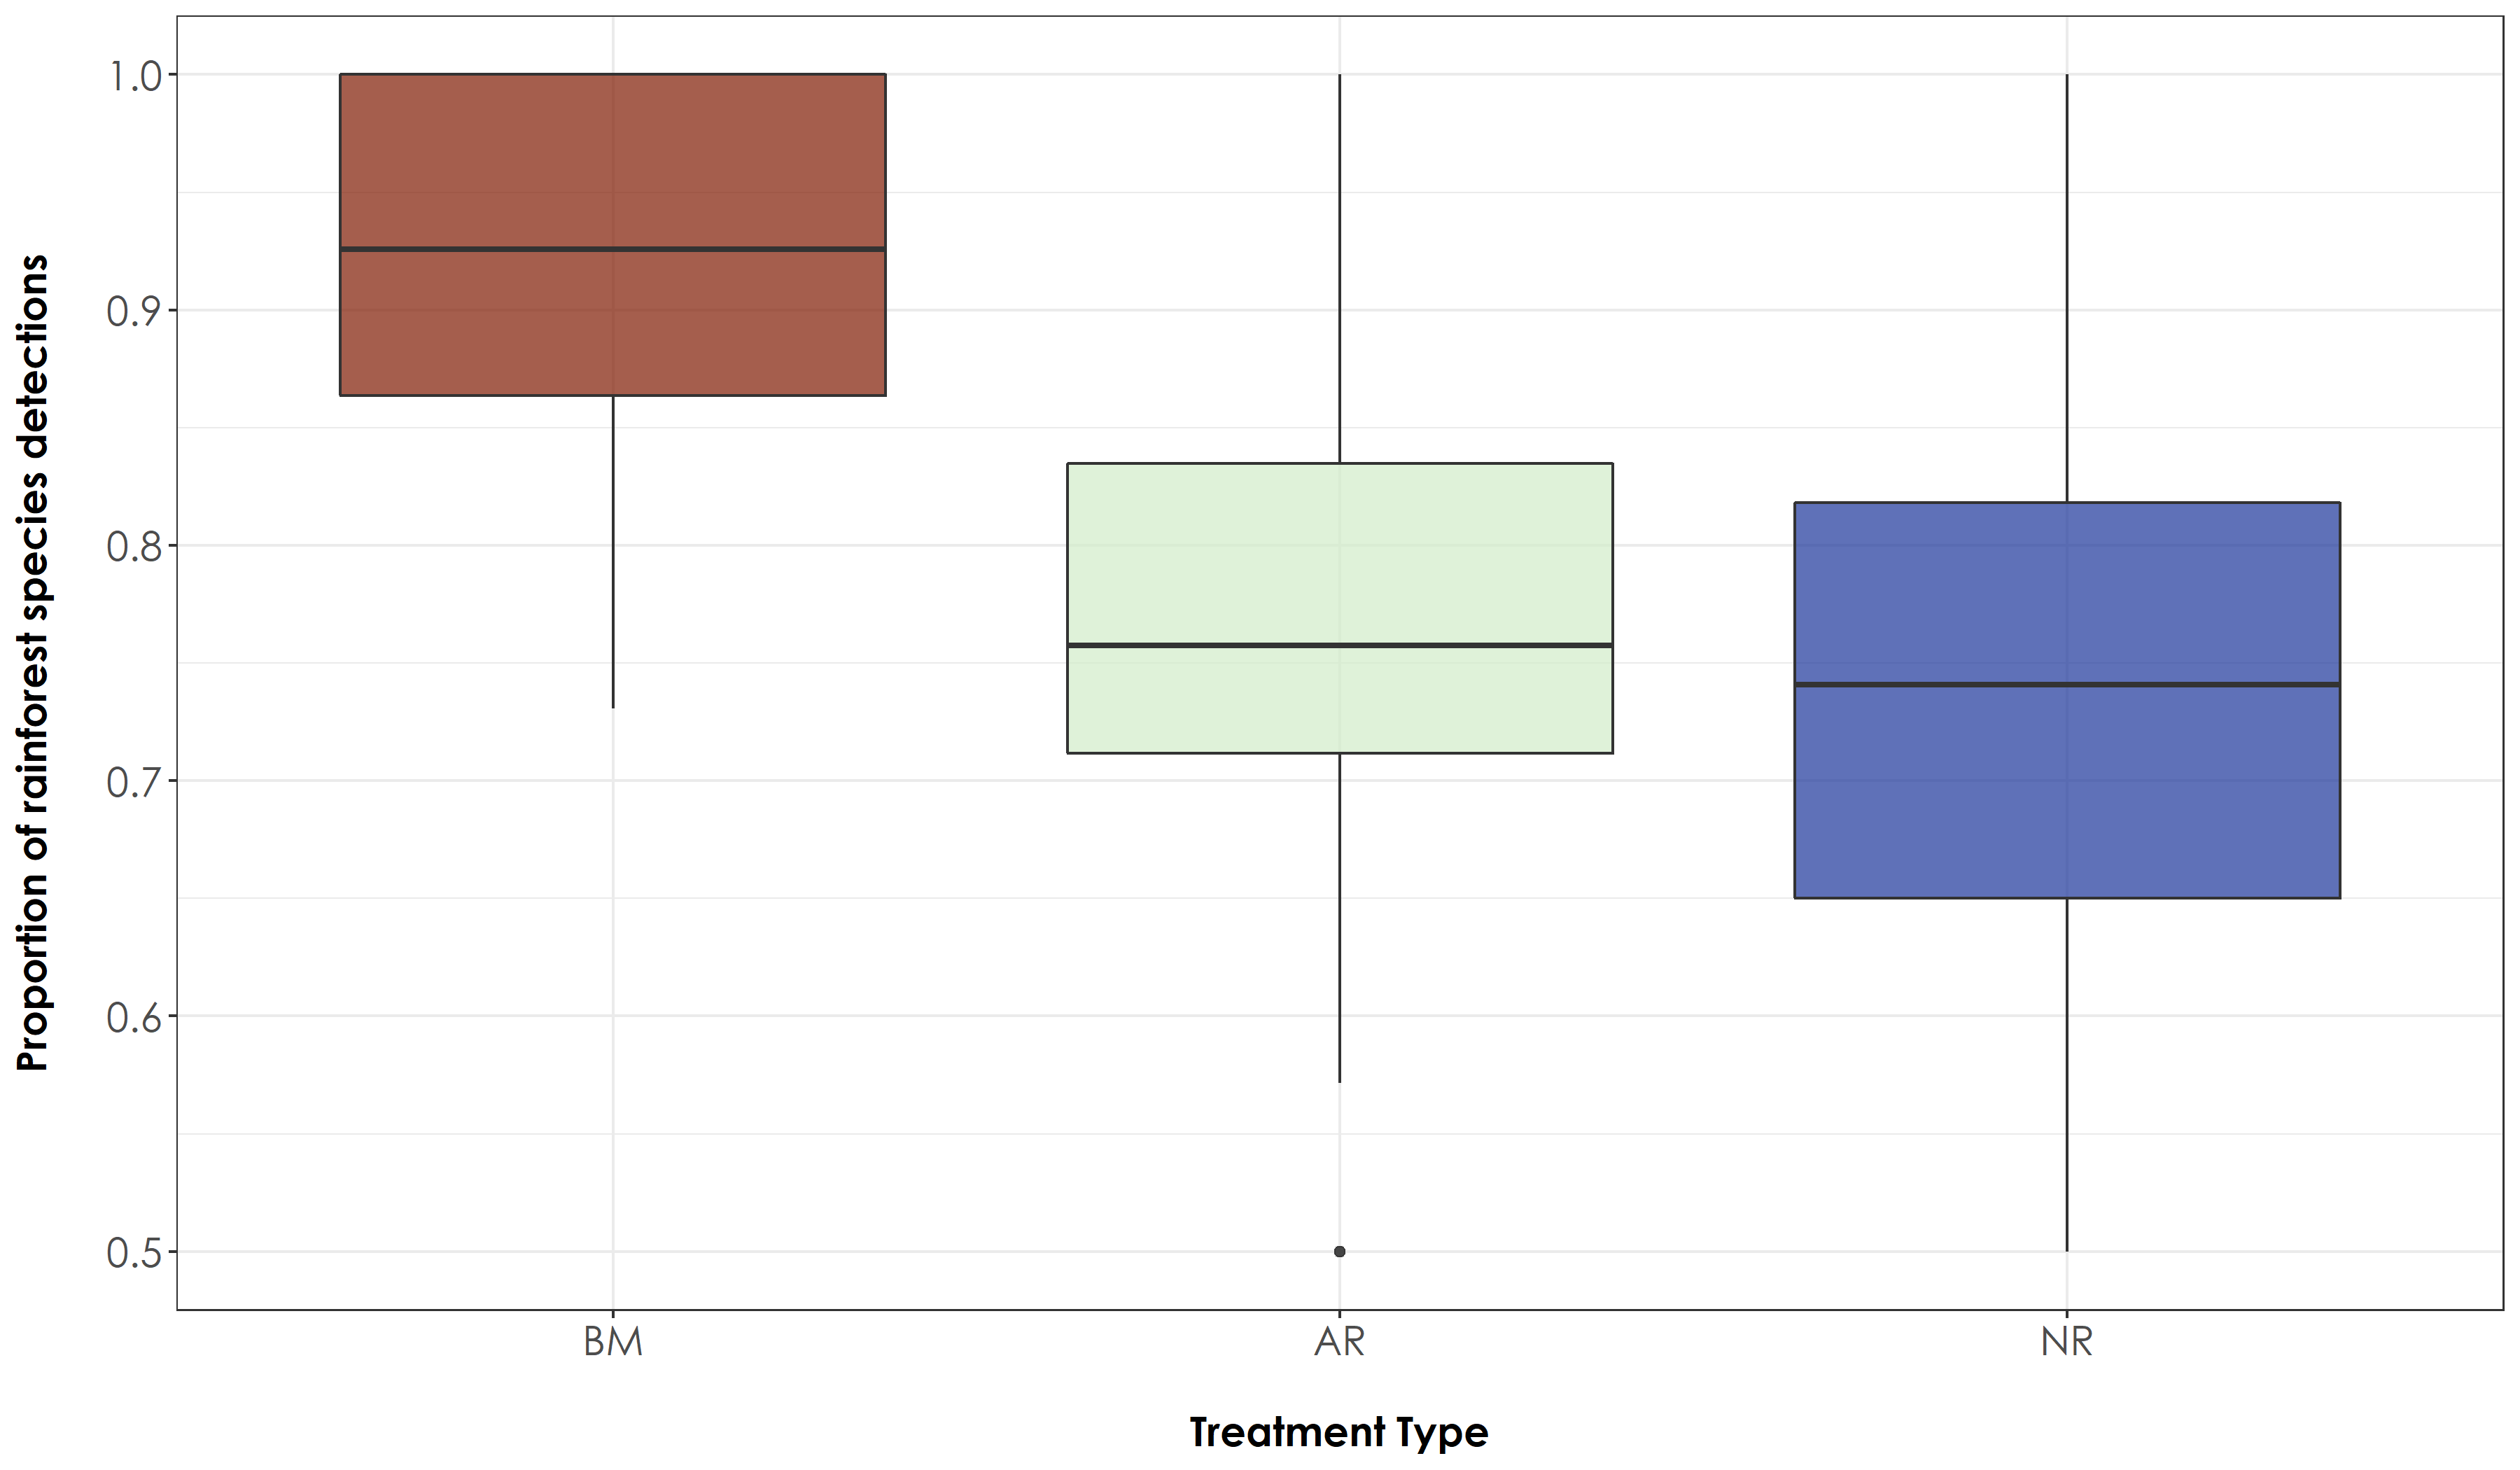 Proportion of rainforest species detections
1.0
0.9
0.8
0.7
0.6
0.5
BM AR NR
Treatment Type